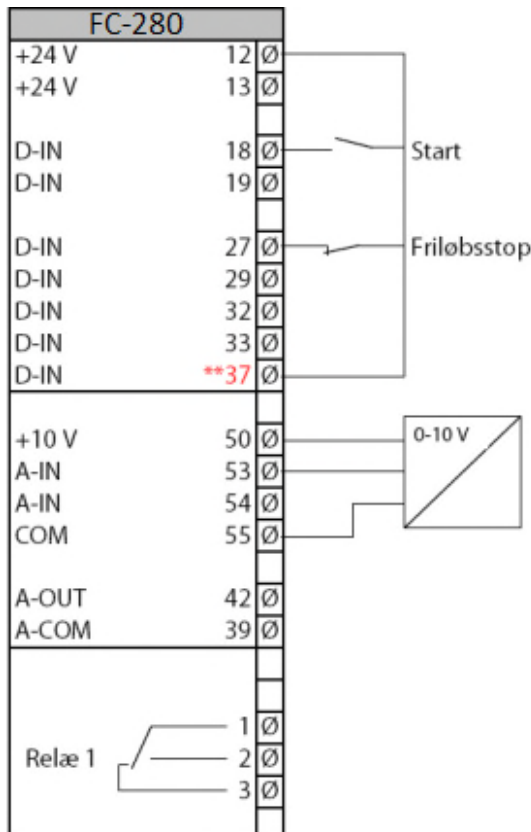 FC-280
+24 V 12 Ø
+24 V 13 Ø
D-IN 18 Ø Start
D-IN 19 Ø
D-IN 27 Ø Friløbsstop
D-IN 29 Ø
D-IN 32 Ø
D-IN 33 Ø
D-IN **37 Ø
+10 V 50 Ø 0-10 V
A-IN 53 Ø
A-IN 54 Ø
COM 55 Ø
A-OUT 42 Ø
A-COM 39 Ø
1 Ø
Relæ 1 2 Ø
3 Ø